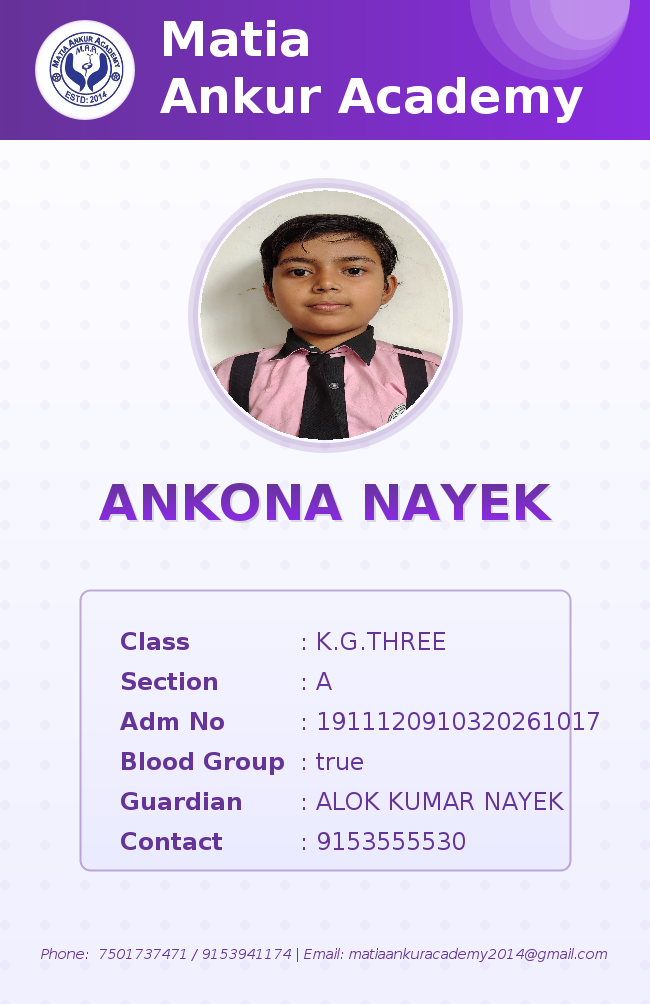 Matia
Ankur Academy
MATIA ANKUR ACADEMY
M.A.A.
ESTD: 2014
ANKONA NAYEK
Class : K.G.THREE
Section : A
Adm No : 1911120910320261017
Blood Group : true
Guardian : ALOK KUMAR NAYEK
Contact : 9153555530
Phone: 7501737471 / 9153941174 | Email: matiaankuracademy2014@gmail.com